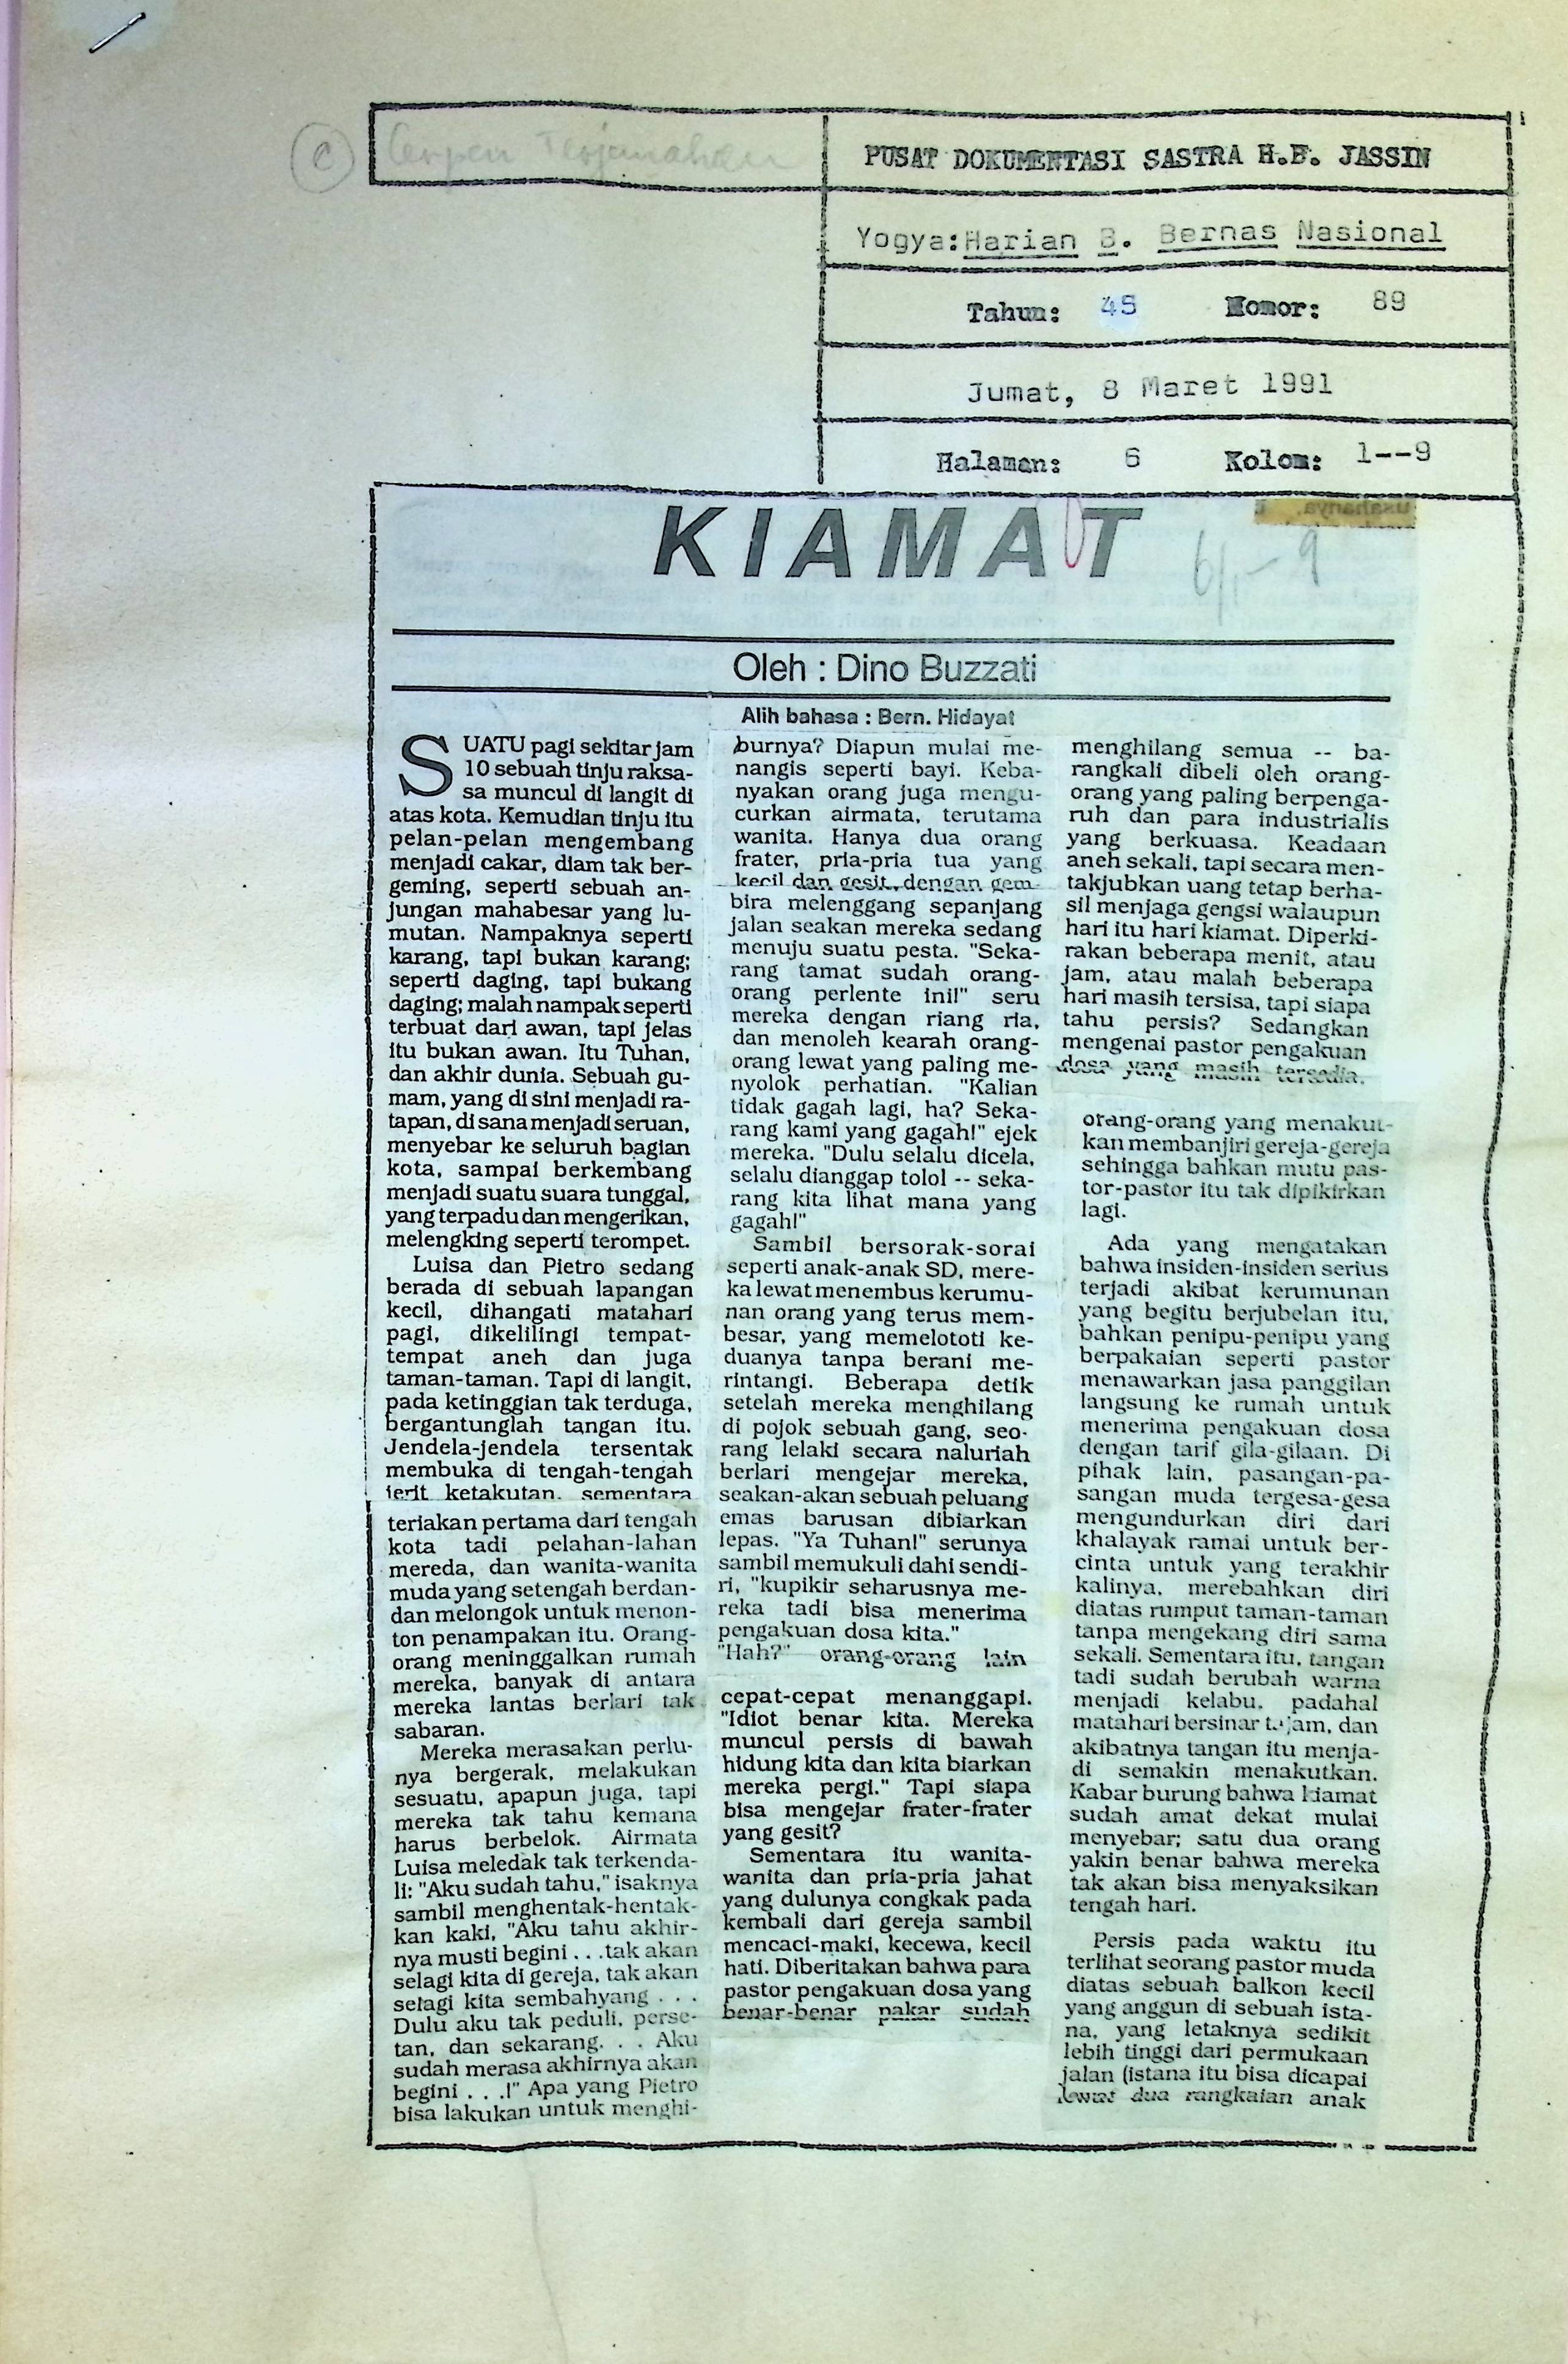 C
Cerpen Terjemahan
PUSAT DOKUMENTASI SASTRA H.B. JASSIN
Yogya: Harian B. Bernas Nasional
Tahun: 45 Nomor: 89
Jumat, 8 Maret 1991
Halaman: 6 Kolom: 1--9
usahanya.
KIAMAT
Oleh : Dino Buzzati
Alih bahasa : Bern. Hidayat
SUATU pagi sekitar jam
10 sebuah tinju raksa-
sa muncul di langit di
atas kota. Kemudian tinju itu
pelan-pelan mengembang
menjadi cakar, diam tak ber-
geming, seperti sebuah an-
jungan mahabesar yang lu-
mutan. Nampaknya seperti
karang, tapi bukan karang;
seperti daging, tapi bukang
daging; malah nampak seperti
terbuat dari awan, tapi jelas
itu bukan awan. Itu Tuhan,
dan akhir dunia. Sebuah gu-
mam, yang di sini menjadi ra-
tapan, di sana menjadi seruan,
menyebar ke seluruh bagian
kota, sampai berkembang
menjadi suatu suara tunggal,
yang terpadu dan mengerikan,
melengking seperti terompet.
Luisa dan Pietro sedang
berada di sebuah lapangan
kecil, dihangati matahari
pagi, dikelilingi tempat-
tempat aneh dan juga
taman-taman. Tapi di langit,
pada ketinggian tak terduga,
bergantunglah tangan itu.
Jendela-jendela tersentak
membuka di tengah-tengah
jerit ketakutan, sementara
teriakan pertama dari tengah
kota tadi pelahan-lahan
mereda, dan wanita-wanita
muda yang setengah berdan-
dan melongok untuk menon-
ton penampakan itu. Orang-
orang meninggalkan rumah
mereka, banyak di antara
mereka lantas berlari tak
sabaran.
Mereka merasakan perlu-
nya bergerak, melakukan
sesuatu, apapun juga, tapi
mereka tak tahu kemana
harus berbelok. Airmata
Luisa meledak tak terkenda-
li: "Aku sudah tahu," isaknya
sambil menghentak-hentak-
kan kaki, "Aku tahu akhir-
nya musti begini . . .tak akan
selagi kita di gereja, tak akan
selagi kita sembahyang . . .
Dulu aku tak peduli, perse-
tan, dan sekarang. . . Aku
sudah merasa akhirnya akan
begini . . .!" Apa yang Pietro
bisa lakukan untuk menghi-
burnya? Diapun mulai me-
nangis seperti bayi. Keba-
nyakan orang juga mengu-
curkan airmata, terutama
wanita. Hanya dua orang
frater, pria-pria tua yang
kecil dan gesit, dengan gem-
bira melenggang sepanjang
jalan seakan mereka sedang
menuju suatu pesta. "Seka-
rang tamat sudah orang-
orang perlente ini!" seru
mereka dengan riang ria,
dan menoleh kearah orang-
orang lewat yang paling me-
nyolok perhatian. "Kalian
tidak gagah lagi, ha? Seka-
rang kami yang gagah!" ejek
mereka. "Dulu selalu dicela,
selalu dianggap tolol -- seka-
rang kita lihat mana yang
gagah!"
Sambil bersorak-sorai
seperti anak-anak SD, mere-
ka lewat menembus kerumu-
nan orang yang terus mem-
besar, yang memelototi ke-
duanya tanpa berani me-
rintangi. Beberapa detik
setelah mereka menghilang
di pojok sebuah gang, seo-
rang lelaki secara naluriah
berlari mengejar mereka,
seakan-akan sebuah peluang
emas barusan dibiarkan
lepas. "Ya Tuhan!" serunya
sambil memukuli dahi sendi-
ri, "kupikir seharusnya me-
reka tadi bisa menerima
pengakuan dosa kita."
"Hah?" orang-orang lain
cepat-cepat menanggapi.
"Idiot benar kita. Mereka
muncul persis di bawah
hidung kita dan kita biarkan
mereka pergi." Tapi siapa
bisa mengejar frater-frater
yang gesit?
Sementara itu wanita-
wanita dan pria-pria jahat
yang dulunya congkak pada
kembali dari gereja sambil
mencaci-maki, kecewa, kecil
hati. Diberitakan bahwa para
pastor pengakuan dosa yang
benar-benar pakar sudah
menghilang semua -- ba-
rangkali dibeli oleh orang-
orang yang paling berpenga-
ruh dan para industrialis
yang berkuasa. Keadaan
aneh sekali, tapi secara men-
takjubkan uang tetap berha-
sil menjaga gengsi walaupun
hari itu hari kiamat. Diperki-
rakan beberapa menit, atau
jam, atau malah beberapa
hari masih tersisa, tapi siapa
tahu persis? Sedangkan
mengenai pastor pengakuan
dosa yang masih tersedia,
orang-orang yang menakut-
kan membanjiri gereja-gereja
sehingga bahkan mutu pas-
tor-pastor itu tak dipikirkan
lagi.
Ada yang mengatakan
bahwa insiden-insiden serius
terjadi akibat kerumunan
yang begitu berjubelan itu,
bahkan penipu-penipu yang
berpakaian seperti pastor
menawarkan jasa panggilan
langsung ke rumah untuk
menerima pengakuan dosa
dengan tarif gila-gilaan. Di
pihak lain, pasangan-pa-
sangan muda tergesa-gesa
mengundurkan diri dari
khalayak ramai untuk ber-
cinta untuk yang terakhir
kalinya, merebahkan diri
diatas rumput taman-taman
tanpa mengekang diri sama
sekali. Sementara itu, tangan
tadi sudah berubah warna
menjadi kelabu, padahal
matahari bersinar tajam, dan
akibatnya tangan itu menja-
di semakin menakutkan.
Kabar burung bahwa kiamat
sudah amat dekat mulai
menyebar; satu dua orang
yakin benar bahwa mereka
tak akan bisa menyaksikan
tengah hari.
Persis pada waktu itu
terlihat seorang pastor muda
diatas sebuah balkon kecil
yang anggun di sebuah ista-
na, yang letaknya sedikit
lebih tinggi dari permukaan
jalan (istana itu bisa dicapai
lewat dua rangkaian anak